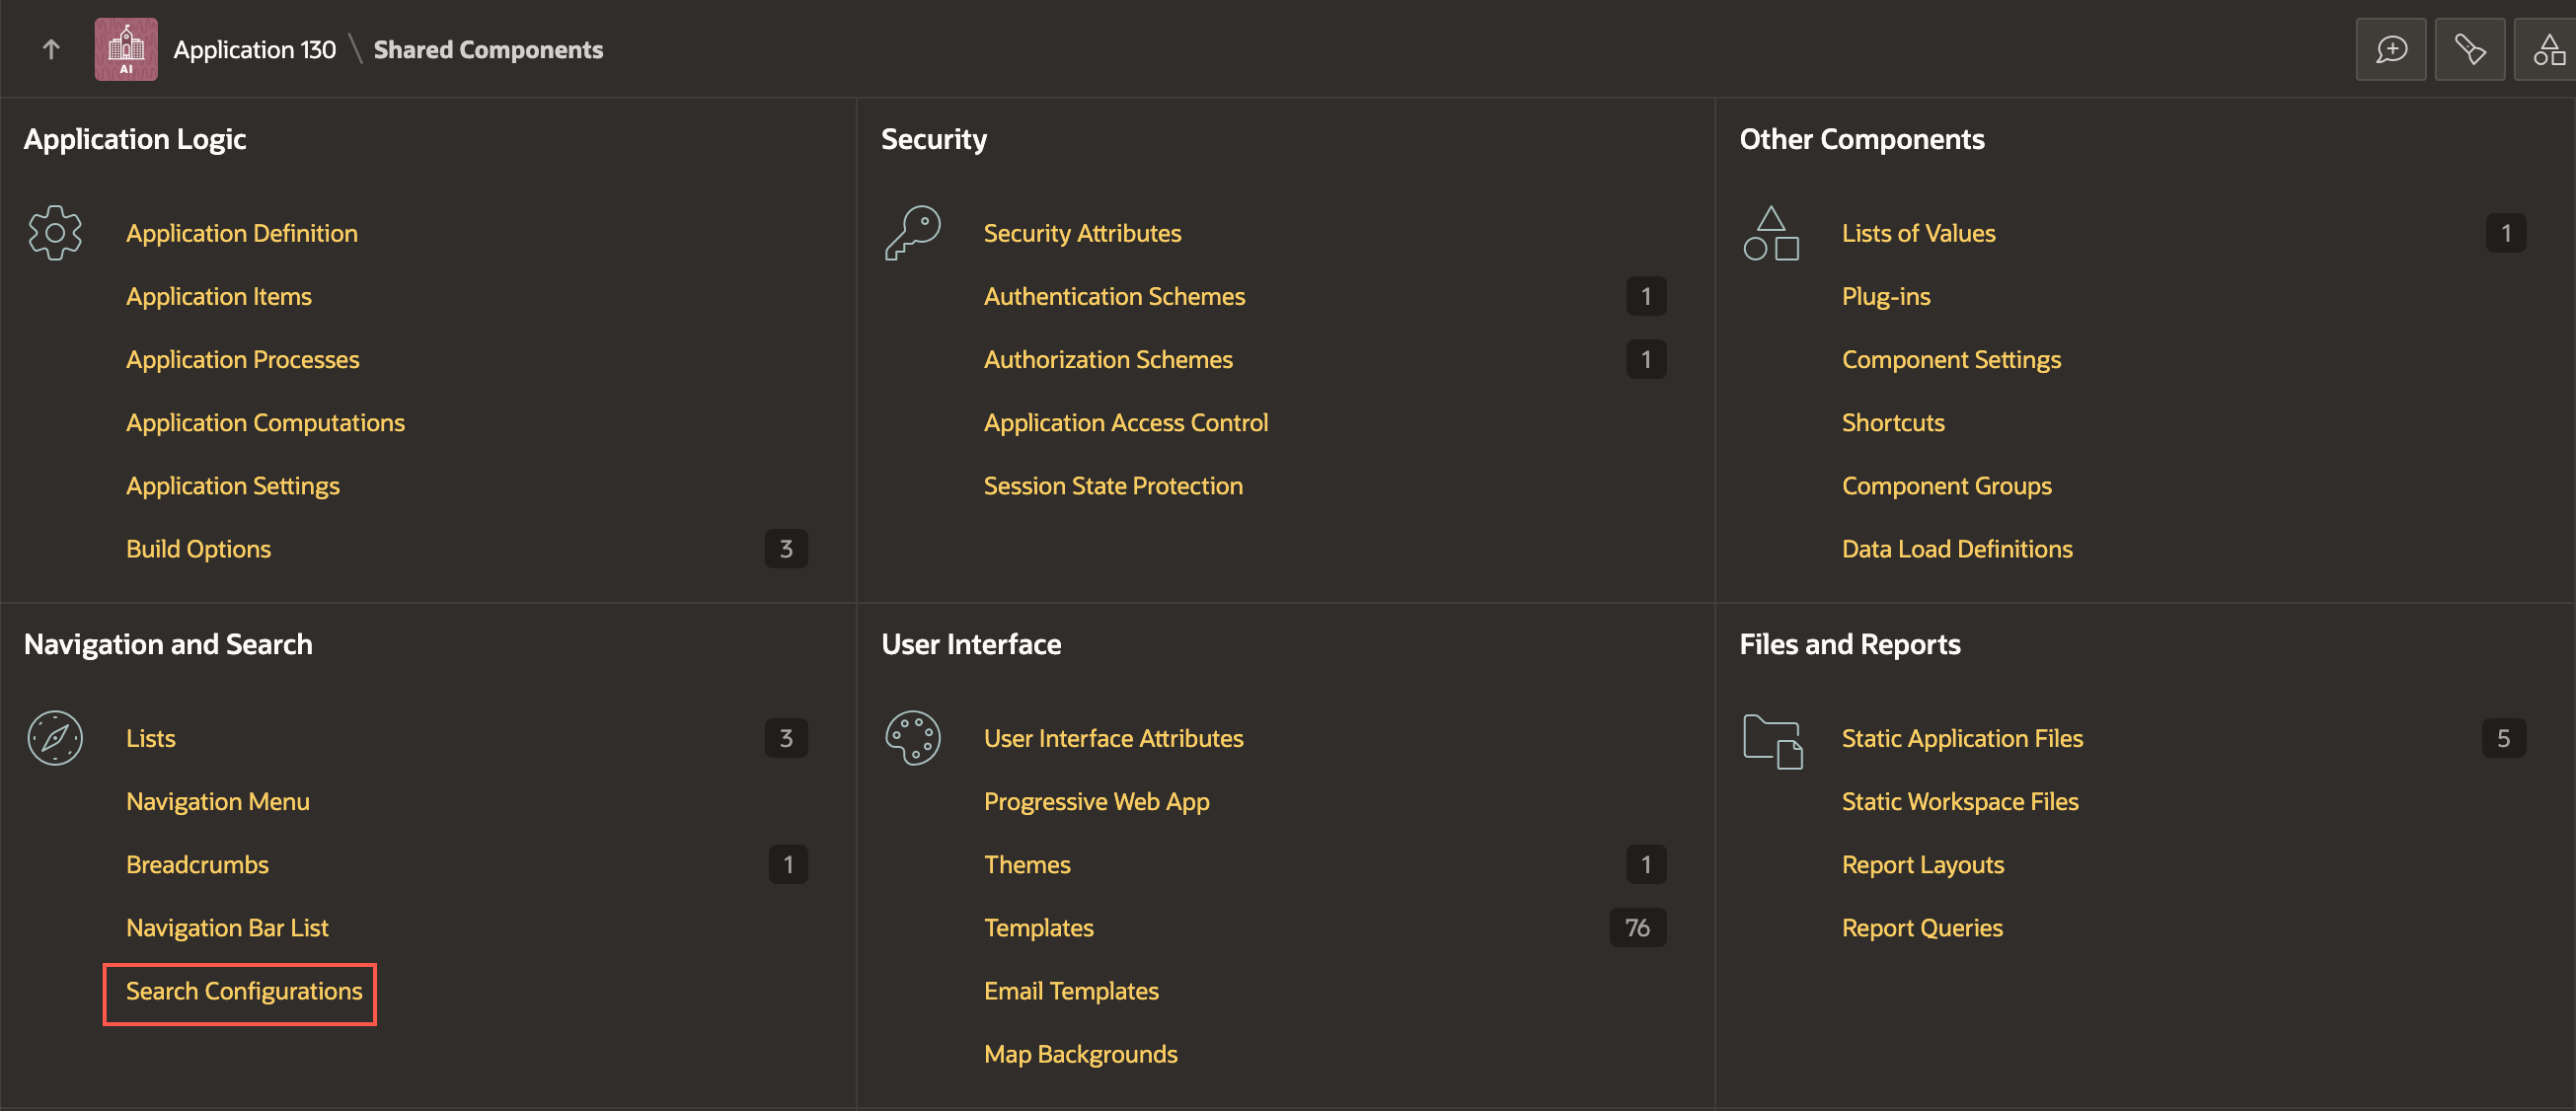 AI
Application 130 \ Shared Components
Application Logic
Application Definition
Application Items
Application Processes
Application Computations
Application Settings
Build Options 3
Security
Security Attributes
Authentication Schemes 1
Authorization Schemes 1
Application Access Control
Session State Protection
Other Components
Lists of Values 1
Plug-ins
Component Settings
Shortcuts
Component Groups
Data Load Definitions
Navigation and Search
Lists 3
Navigation Menu
Breadcrumbs 1
Navigation Bar List
Search Configurations
User Interface
User Interface Attributes
Progressive Web App
Themes 1
Templates 76
Email Templates
Map Backgrounds
Files and Reports
Static Application Files 5
Static Workspace Files
Report Layouts
Report Queries